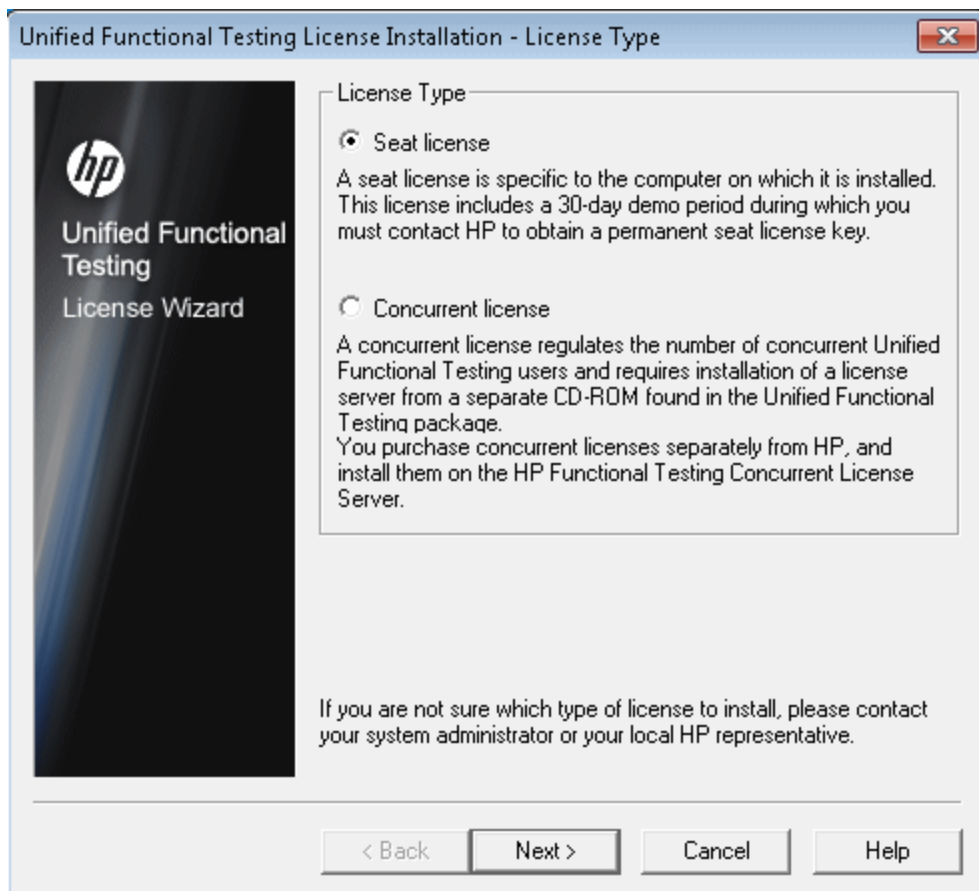 Unified Functional Testing License Installation - License Type
hp
Unified Functional
Testing
License Wizard
License Type
Seat license
A seat license is specific to the computer on which it is installed.
This license includes a 30-day demo period during which you
must contact HP to obtain a permanent seat license key.
Concurrent license
A concurrent license regulates the number of concurrent Unified
Functional Testing users and requires installation of a license
server from a separate CD-ROM found in the Unified Functional
Testing package.
You purchase concurrent licenses separately from HP, and
install them on the HP Functional Testing Concurrent License
Server.
If you are not sure which type of license to install, please contact
your system administrator or your local HP representative.
< Back Next > Cancel Help